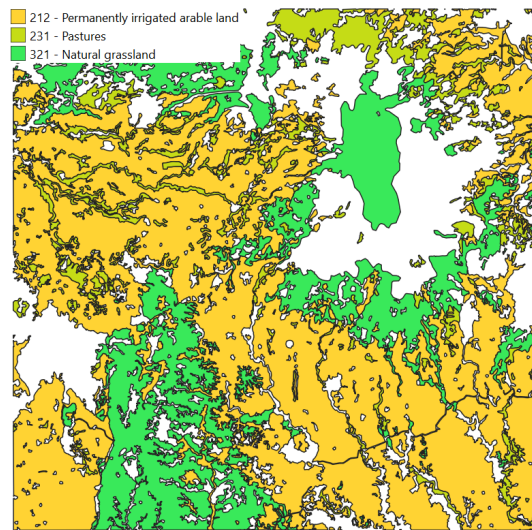 212 - Permanently irrigated arable land
231 - Pastures
321 - Natural grassland